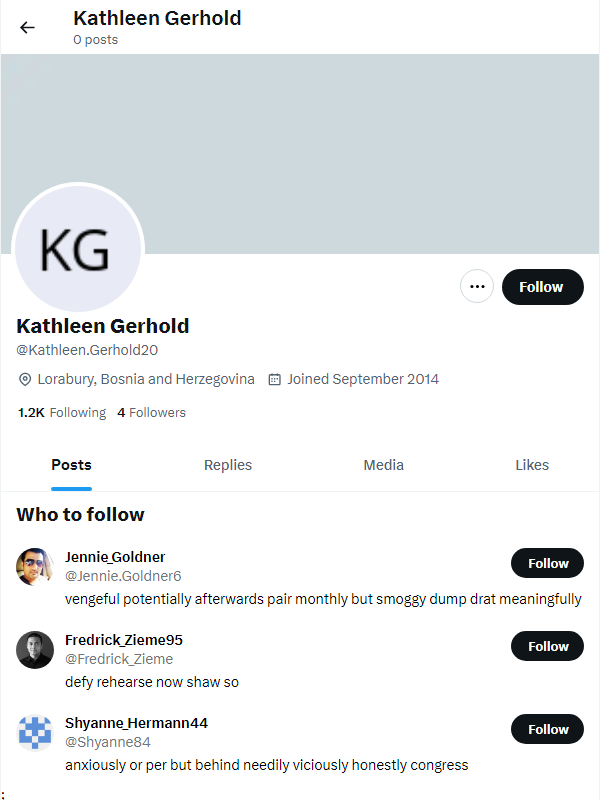 Kathleen Gerhold
0 posts
KG
Follow
Kathleen Gerhold
@Kathleen.Gerhold20
Lorabury, Bosnia and Herzegovina Joined September 2014
1.2K Following 4 Followers
Posts Replies Media Likes
Who to follow
Jennie_Goldner
@Jennie.Goldner6
Follow
vengeful potentially afterwards pair monthly but smoggy dump drat meaningfully
Fredrick_Zieme95
@Fredrick_Zieme
Follow
defy rehearse now shaw so
Shyanne_Hermann44
@Shyanne84
Follow
anxiously or per but behind needily viciously honestly congress
;